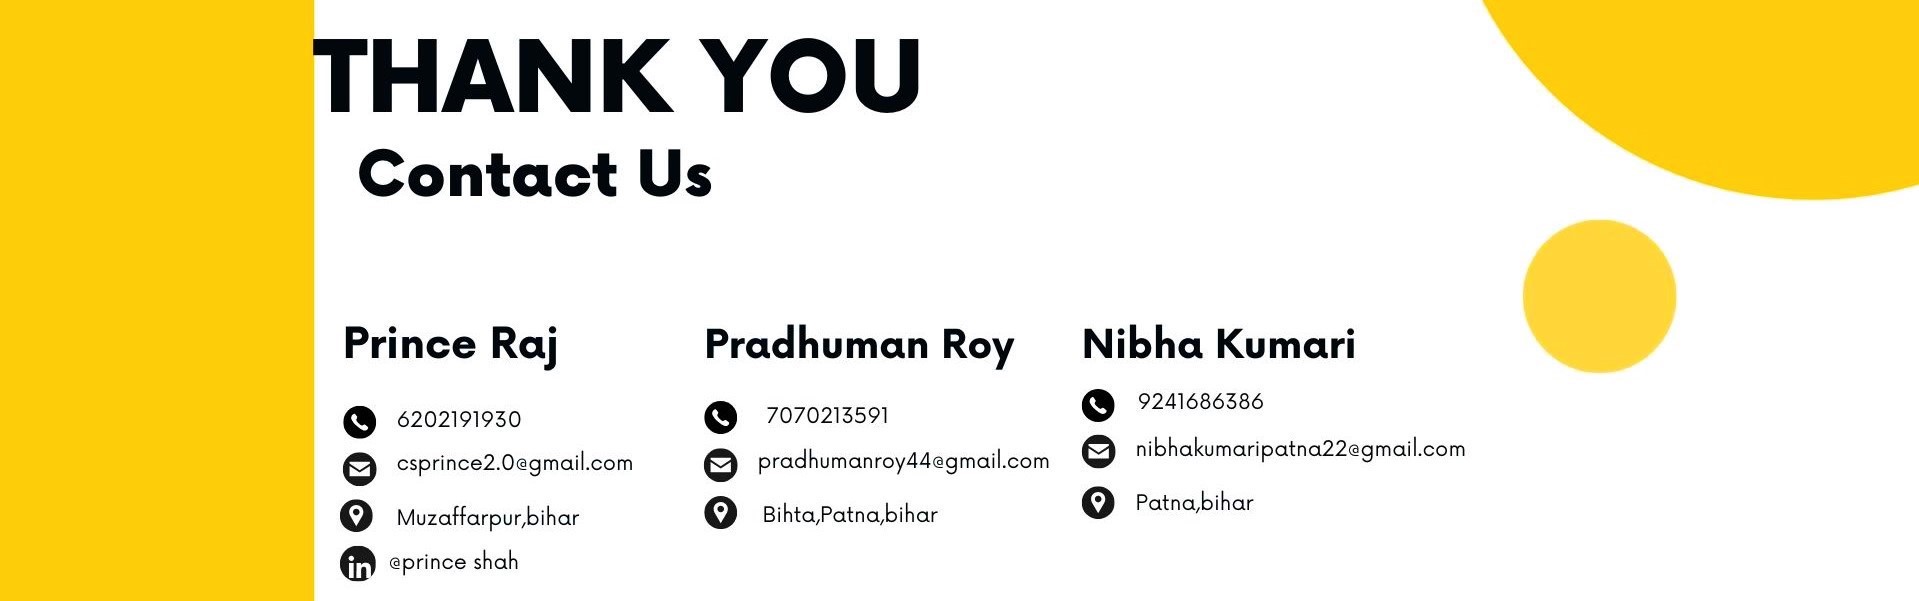 THANK YOU
Contact Us
Prince Raj
6202191930
csprince2.0@gmail.com
Muzaffarpur,bihar
in @prince shah
Pradhuman Roy
7070213591
pradhumanroy44@gmail.com
Bihta,Patna,bihar
Nibha Kumari
9241686386
nibhakumaripatna22@gmail.com
Patna,bihar